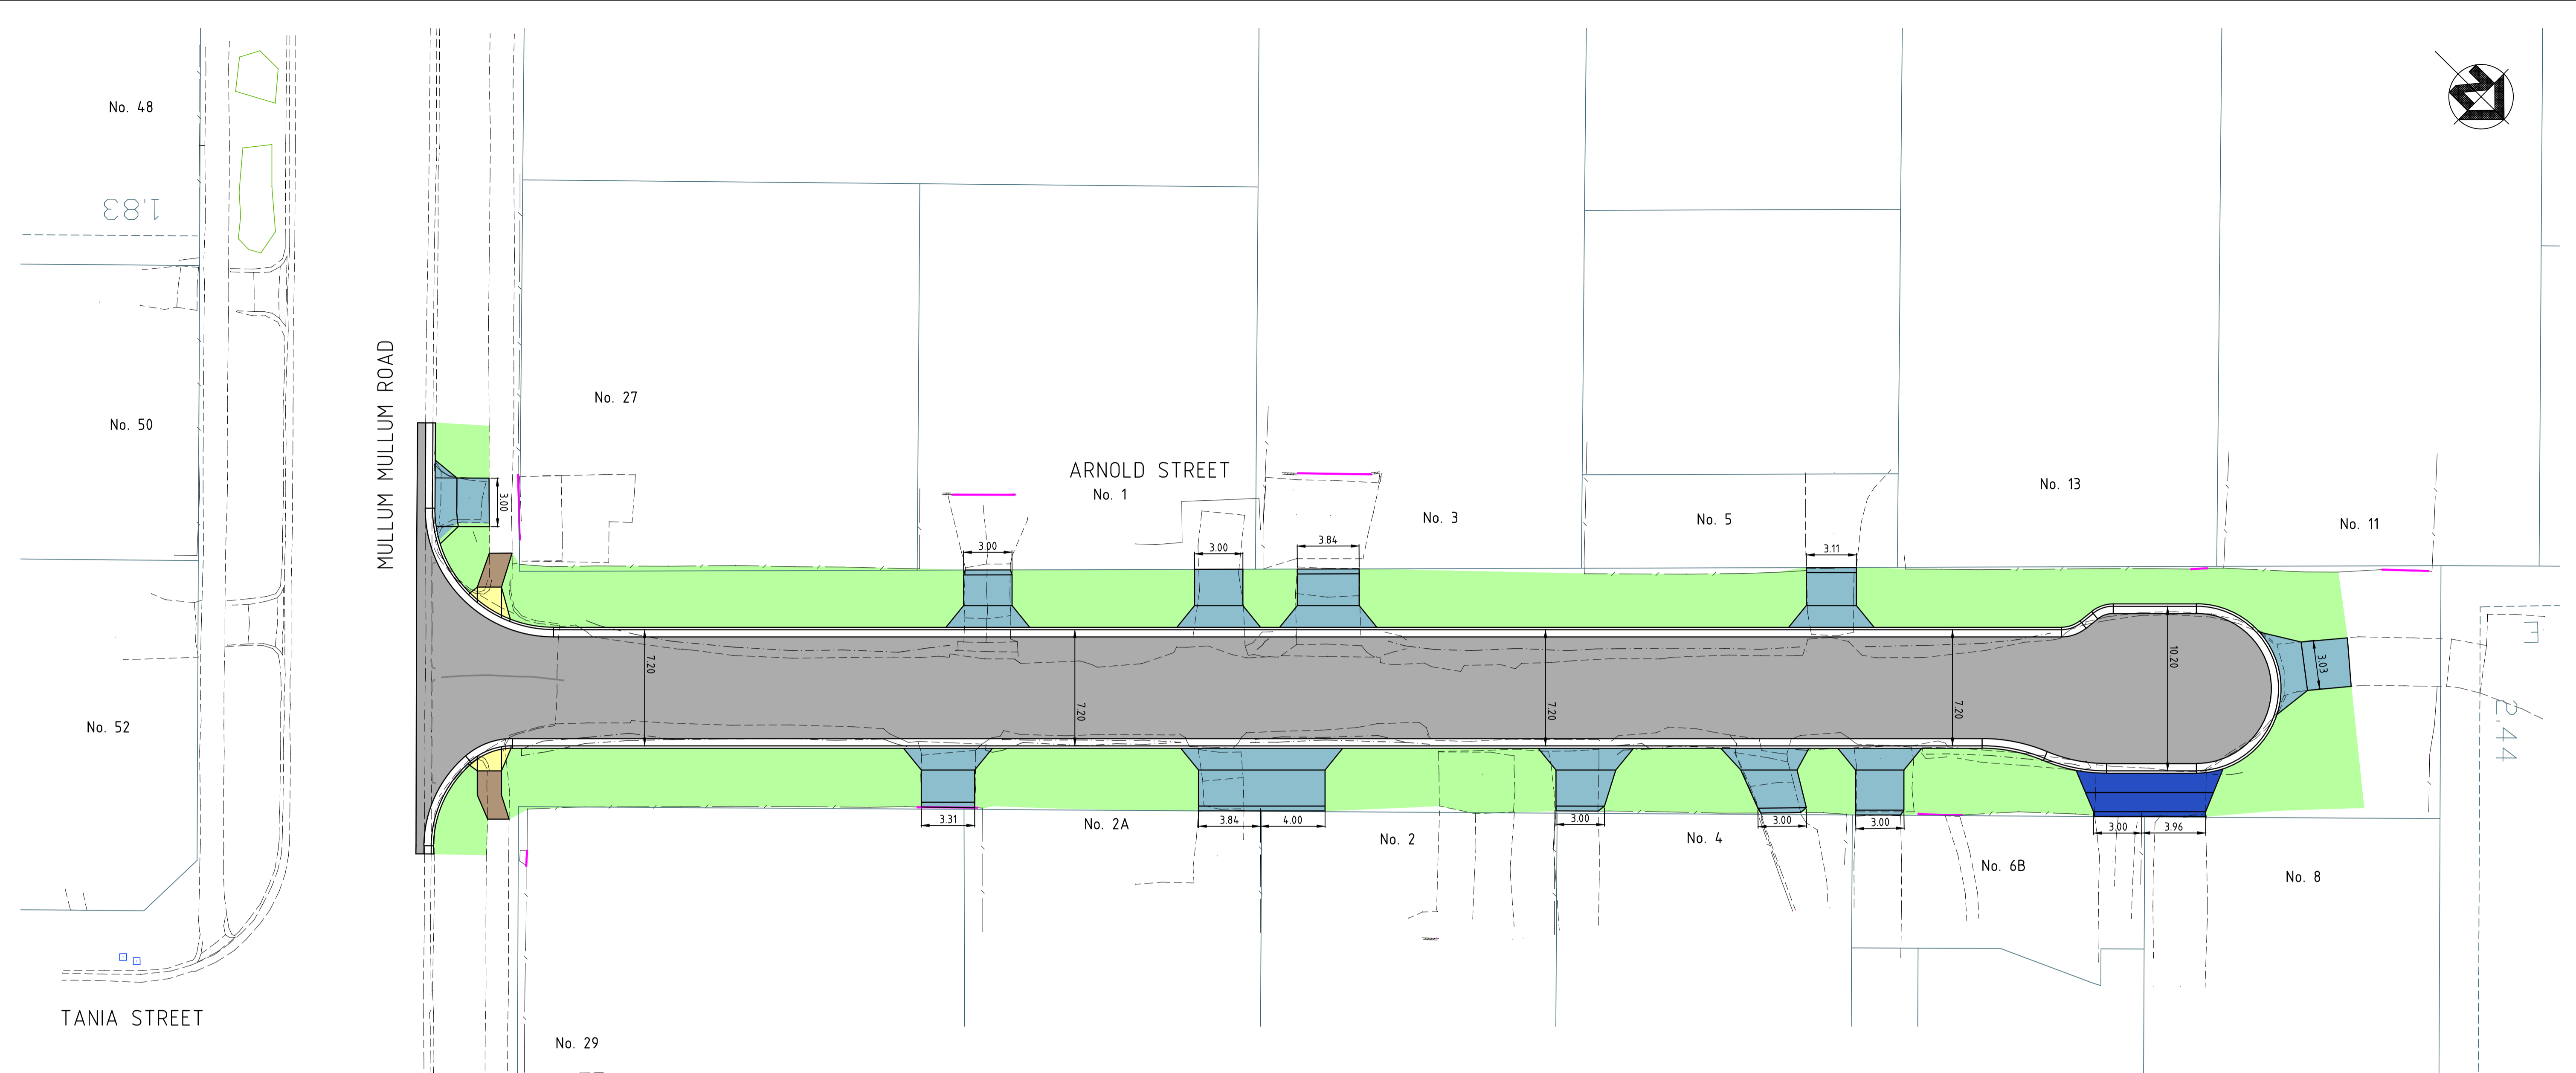 No. 48
1.83
No. 27
No. 50
MULLUM MULLUM ROAD
ARNOLD STREET
No. 1
No. 3
No. 5
No. 13
No. 11
3.00
3.00
3.00
3.84
3.11
7.20
7.20
7.20
7.20
10.20
3.03
E
2.44
No. 52
3.31
No. 2A
3.84
4.00
No. 2
3.00
No. 4
3.00
3.00
No. 6B
3.00
3.96
No. 8
TANIA STREET
No. 29